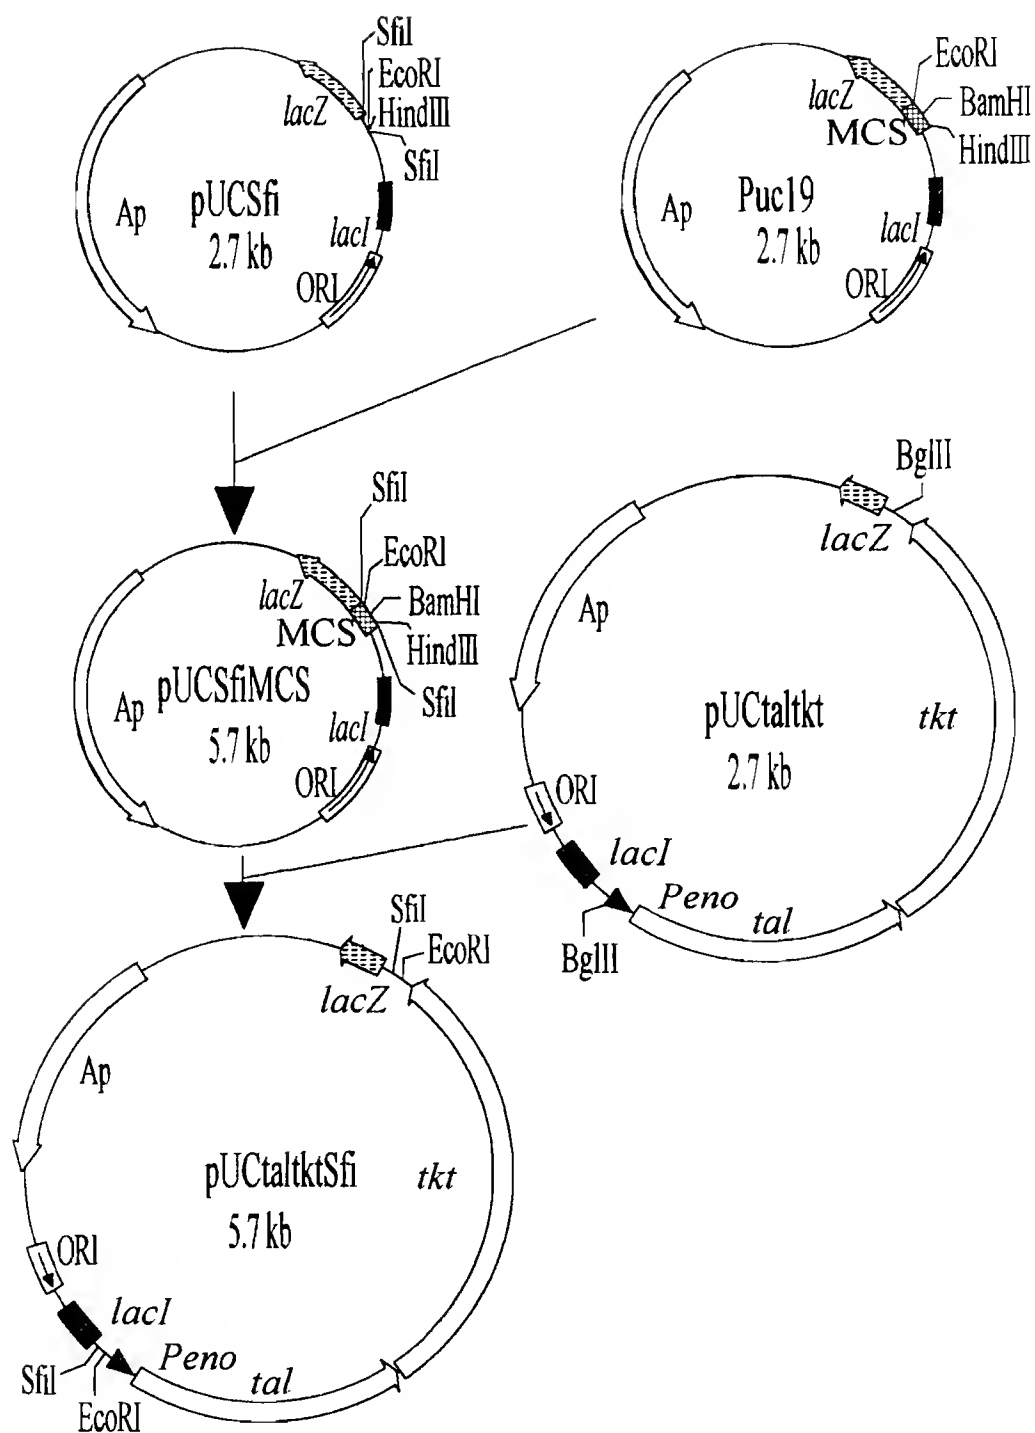 SfiI
EcoRI
HindIII
SfiI
lacZ
Ap
pUCSfi
2.7 kb
lacI
ORI
EcoRI
BamHI
HindIII
lacZ
MCS
Ap
Puc19
2.7 kb
lacI
ORI
SfiI
EcoRI
BamHI
HindIII
SfiI
lacZ
MCS
Ap
pUCSfiMCS
5.7 kb
lacI
ORI
BglII
lacZ
Ap
pUCtaltkt
2.7 kb
tkt
ORI
lacI
Peno
tal
BglII
SfiI
EcoRI
lacZ
Ap
pUCtaltktSfi
5.7 kb
tkt
ORI
lacI
Peno
tal
SfiI
EcoRI